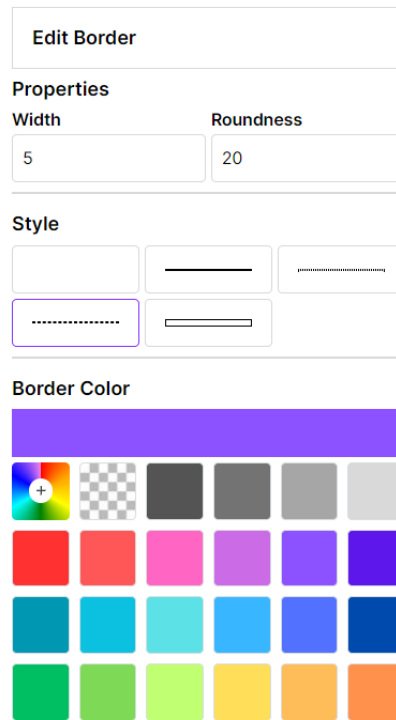 Edit Border
Properties
Width Roundness
5 20
Style
Border Color